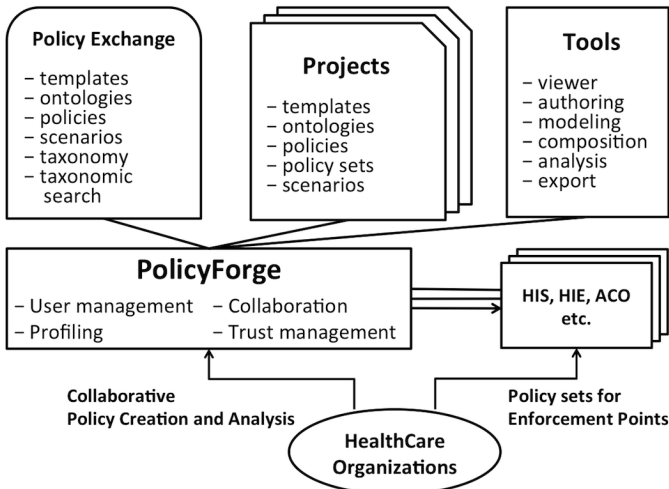 Policy Exchange
– templates
– ontologies
– policies
– scenarios
– taxonomy
– taxonomic
search
Projects
– templates
– ontologies
– policies
– policy sets
– scenarios
Tools
– viewer
– authoring
– modeling
– composition
– analysis
– export
PolicyForge
– User management
– Collaboration
– Profiling
– Trust management
HIS, HIE, ACO
etc.
Collaborative
Policy Creation and Analysis
Policy sets for
Enforcement Points
HealthCare
Organizations